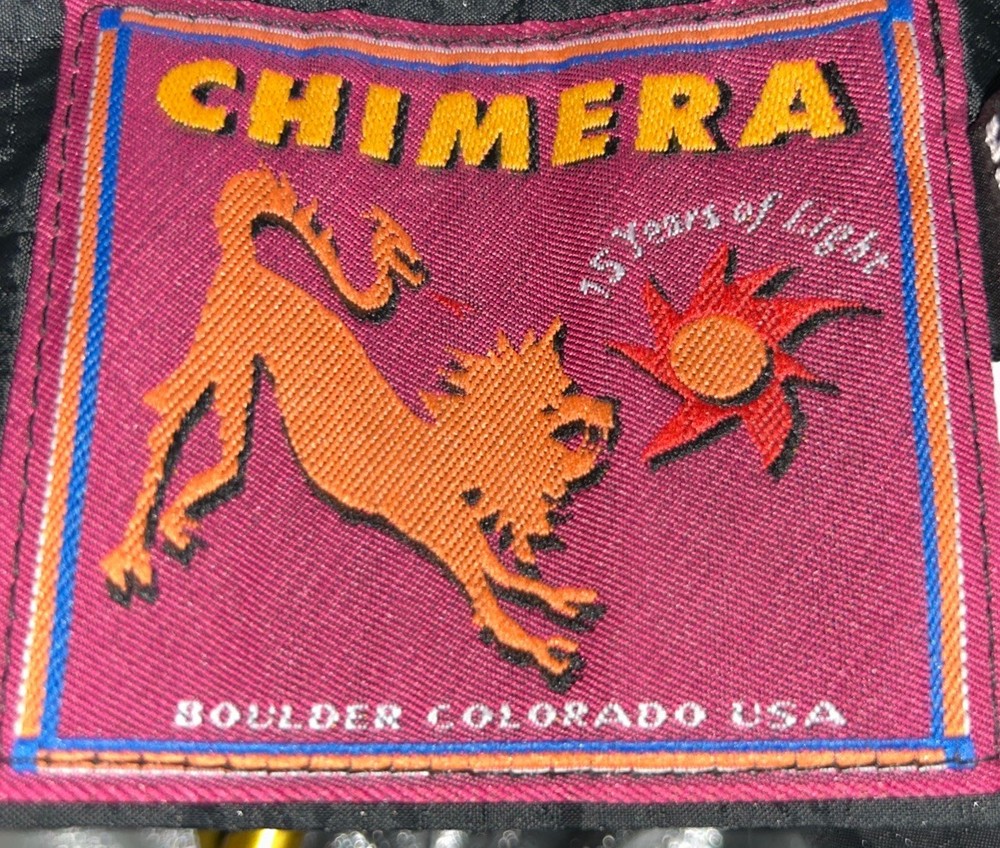 CHIMERA
15 Years of Light
BOULDER COLORADO USA